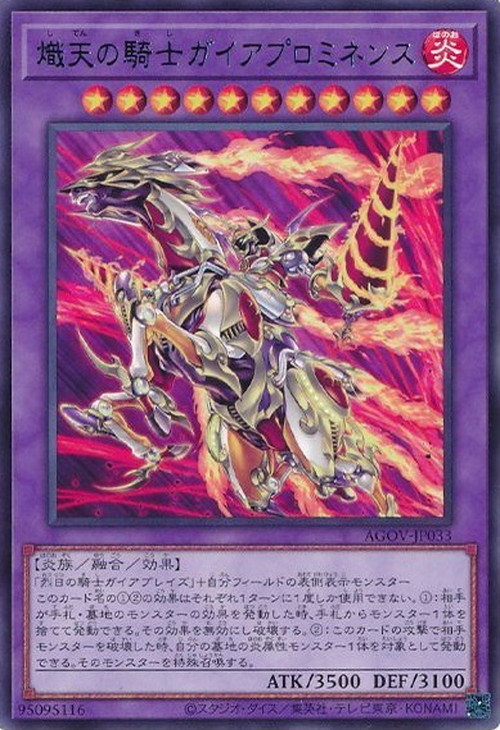 熾天の騎士ガイアプロミネンス 炎
AGOV-JP033
【炎族/融合/効果】
「烈日の騎士ガイアブレイズ」+自分フィールドの表側表示モンスター
このカード名の①②の効果はそれぞれ1ターンに1度しか使用できない。①:相手
が手札・墓地のモンスターの効果を発動した時、手札からモンスター1体を
捨てて発動できる。その効果を無効にし破壊する。②:このカードの攻撃で相手
モンスターを破壊した時、自分の墓地の炎属性モンスター1体を対象として発動
できる。そのモンスターを特殊召喚する。
ATK/3500 DEF/3100
95095116 ©スタジオ・ダイス/集英社・テレビ東京・KONAMI